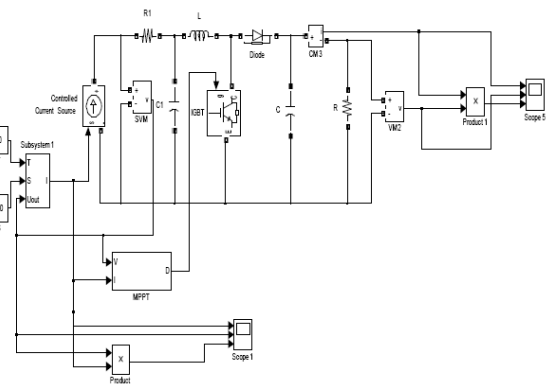 R1
L
Diode
CM3
+
-
Controlled
Current Source
+
-
v
SVM
C1
IGBT
C
R
+
-
v
VM2
X
Product 1
Scope 5
Subsystem 1
T
S
Uout
I
V
I
D
MPPT
X
Product
Scope 1